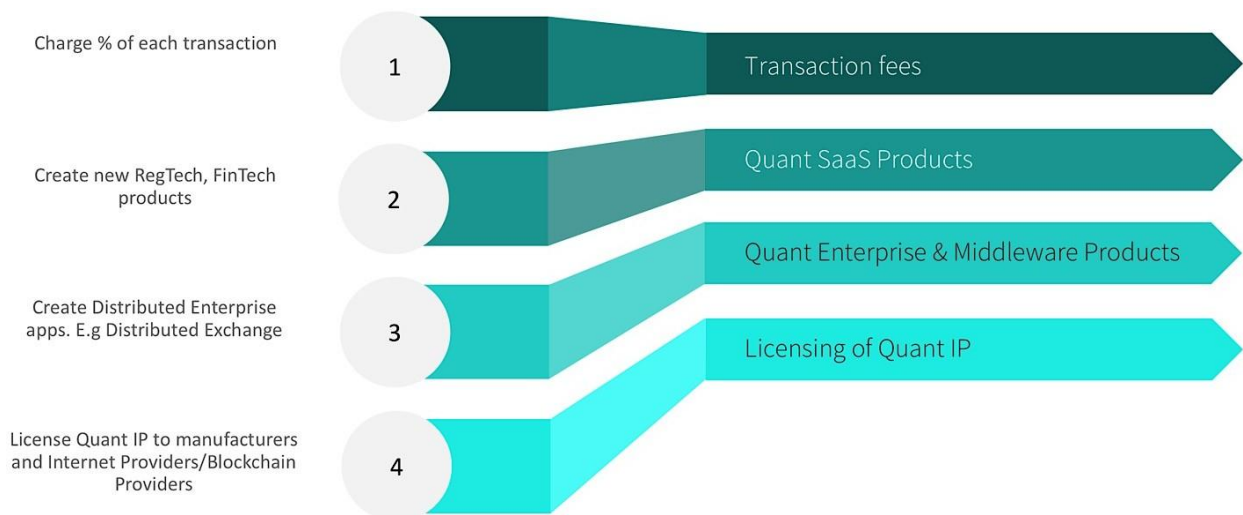 Charge % of each transaction
1
Transaction fees
Create new RegTech, FinTech
products
2
Quant SaaS Products
Create Distributed Enterprise
apps. E.g Distributed Exchange
3
Quant Enterprise & Middleware Products
License Quant IP to manufacturers
and Internet Providers/Blockchain
Providers
4
Licensing of Quant IP